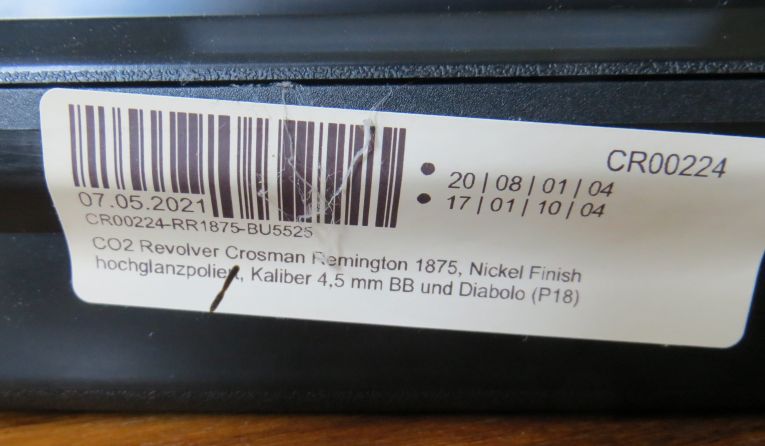 CR00224
20 | 08 | 01 | 04
17 | 01 | 10 | 04
07.05.2021
CR00224-RR1875-BU5525
CO2 Revolver Crosman Remington 1875, Nickel Finish
hochglanzpoliert, Kaliber 4,5 mm BB und Diabolo (P18)